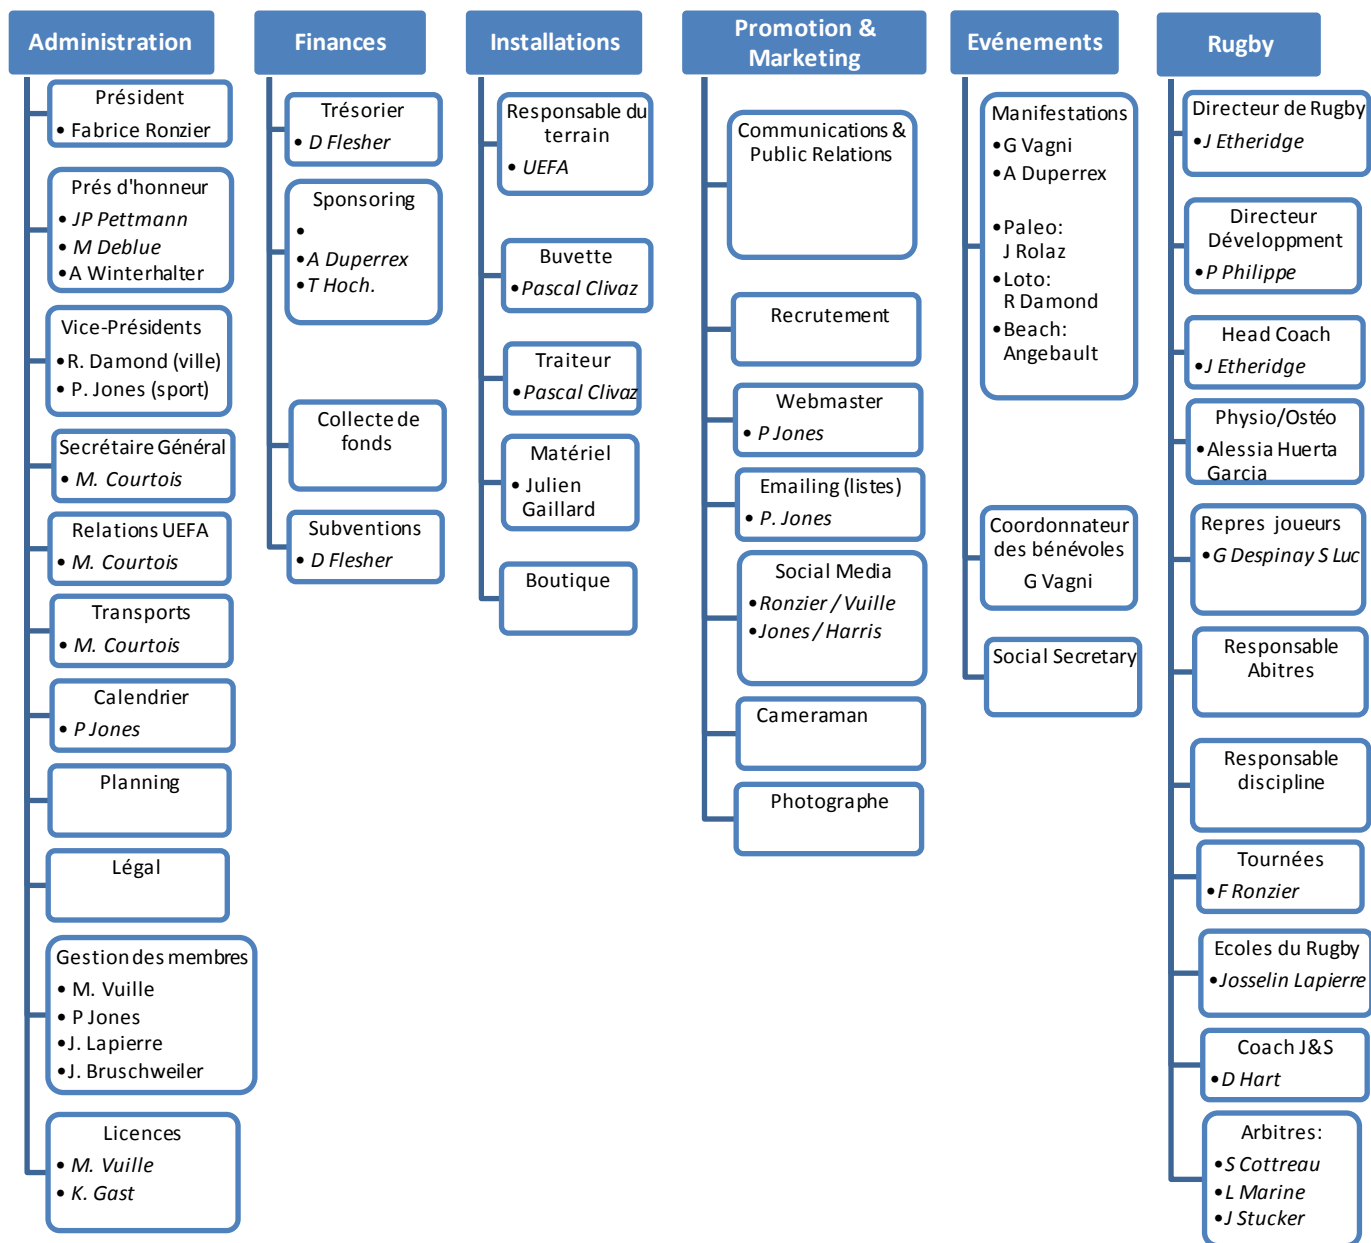 Administration
Président
• Fabrice Ronzier
Prés d'honneur
• JP Pettmann
• M Deblue
•A Winterhalter
Vice-Présidents
•R. Damond (ville)
• P. Jones (sport)
Secrétaire Général
• M. Courtois
Relations UEFA
• M. Courtois
Transports
• M. Courtois
Calendrier
• P Jones
Planning
Légal
Gestion des membres
• M. Vuille
• P Jones
•J. Lapierre
•J. Bruschweiler
Licences
• M. Vuille
• K. Gast
Finances
Trésorier
• D Flesher
Sponsoring
•
•A Duperrex
•T Hoch.
Collecte de
fonds
Subventions
• D Flesher
Installations
Responsable du
terrain
• UEFA
Buvette
•Pascal Clivaz
Traiteur
•Pascal Clivaz
Matériel
• Julien
Gaillard
Boutique
Promotion &
Marketing
Communications &
Public Relations
Recrutement
Webmaster
• P Jones
Emailing (listes)
• P. Jones
Social Media
•Ronzier / Vuille
•Jones / Harris
Cameraman
Photographe
Evénements
Manifestations
•G Vagni
•A Duperrex
•Paleo:
J Rolaz
•Loto:
R Damond
•Beach:
Angebault
Coordonnateur
des bénévoles
G Vagni
Social Secretary
Rugby
Directeur de Rugby
•J Etheridge
Directeur
Développment
•P Philippe
Head Coach
•J Etheridge
Physio/Ostéo
•Alessia Huerta
Garcia
Repres joueurs
•G Despinay S Luc
Responsable
Abitres
Responsable
discipline
Tournées
•F Ronzier
Ecoles du Rugby
•Josselin Lapierre
Coach J&S
•D Hart
Arbitres:
•S Cottreau
•L Marine
•J Stucker